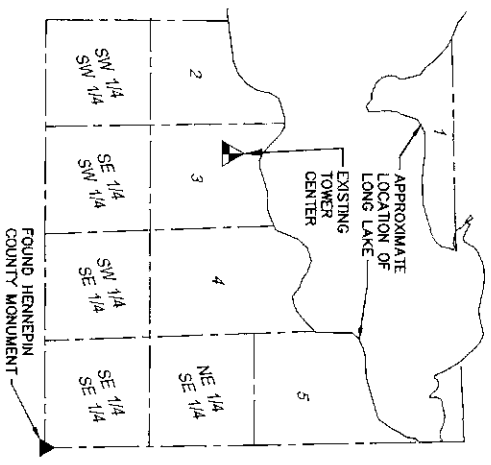 1
APPROXIMATE
LOCATION OF
LONG LAKE
EXISTING
TOWER
CENTER
2
3
4
5
SW 1/4
SW 1/4
SE 1/4
SW 1/4
SW 1/4
SE 1/4
NE 1/4
SE 1/4
SE 1/4
SE 1/4
FOUND HENNEPIN
COUNTY MONUMENT